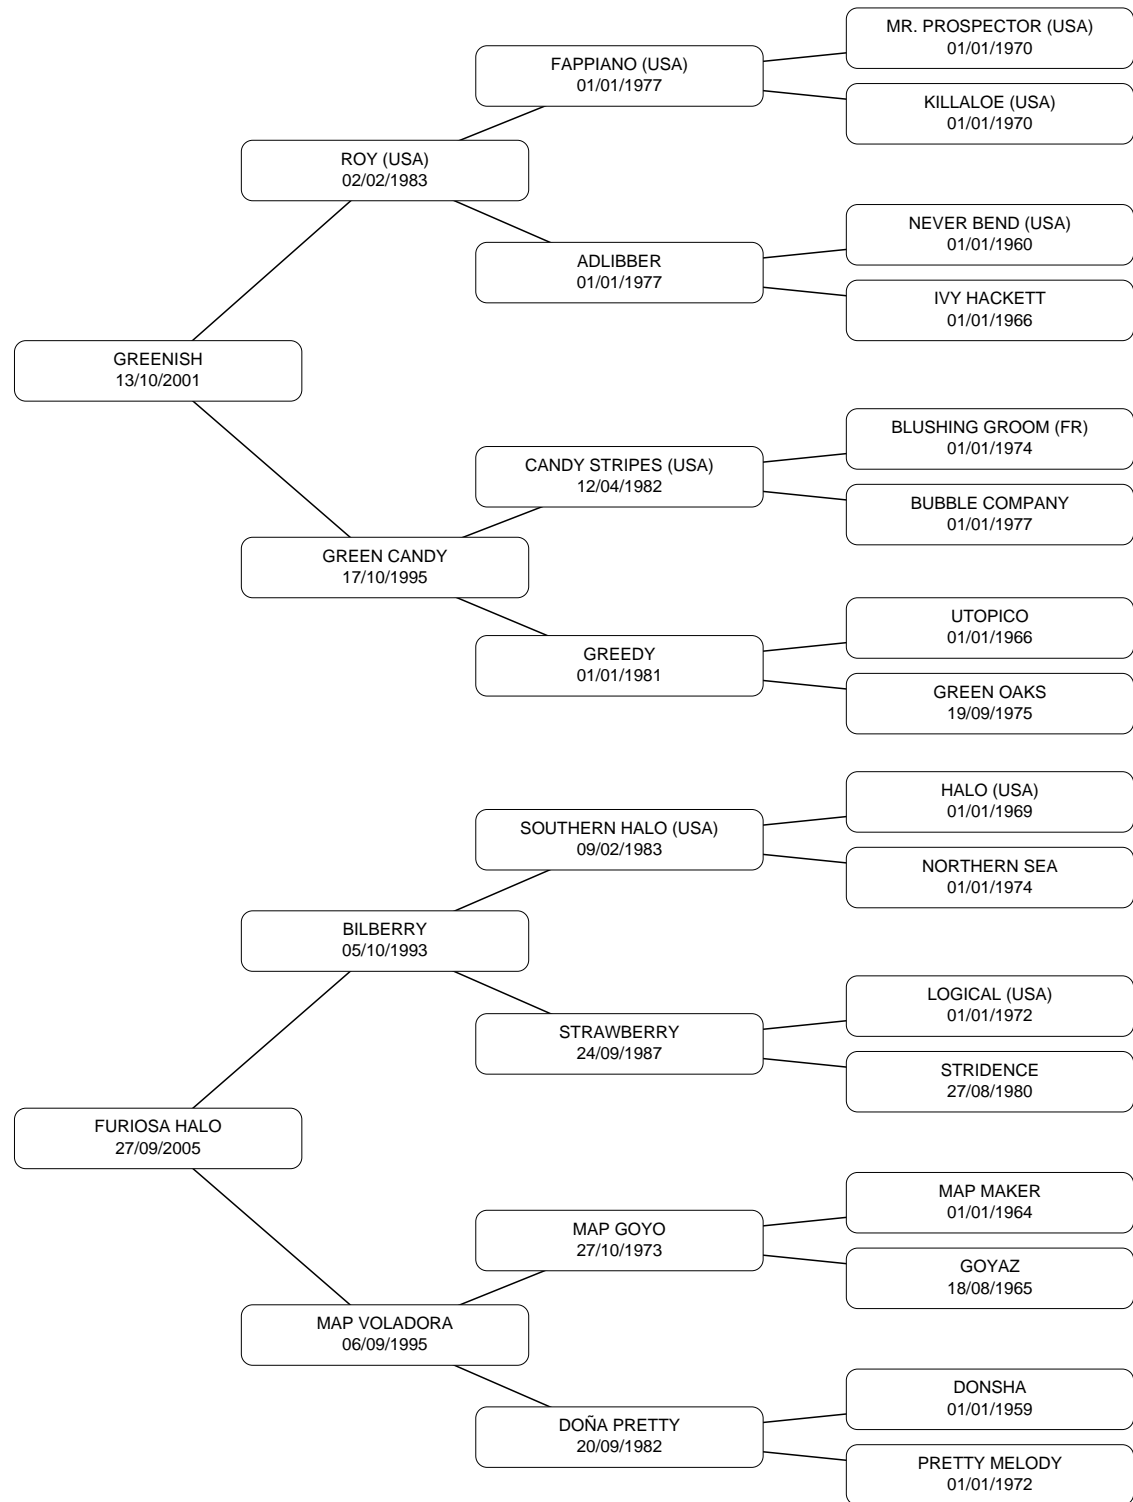 MR. PROSPECTOR (USA)
01/01/1970
FAPPIANO (USA)
01/01/1977
KILLALOE (USA)
01/01/1970
ROY (USA)
02/02/1983
NEVER BEND (USA)
01/01/1960
ADLIBBER
01/01/1977
IVY HACKETT
01/01/1966
GREENISH
13/10/2001
BLUSHING GROOM (FR)
01/01/1974
CANDY STRIPES (USA)
12/04/1982
BUBBLE COMPANY
01/01/1977
GREEN CANDY
17/10/1995
UTOPICO
01/01/1966
GREEDY
01/01/1981
GREEN OAKS
19/09/1975
HALO (USA)
01/01/1969
SOUTHERN HALO (USA)
09/02/1983
NORTHERN SEA
01/01/1974
BILBERRY
05/10/1993
LOGICAL (USA)
01/01/1972
STRAWBERRY
24/09/1987
STRIDENCE
27/08/1980
FURIOSA HALO
27/09/2005
MAP MAKER
01/01/1964
MAP GOYO
27/10/1973
GOYAZ
18/08/1965
MAP VOLADORA
06/09/1995
DONSHA
01/01/1959
DOÑA PRETTY
20/09/1982
PRETTY MELODY
01/01/1972